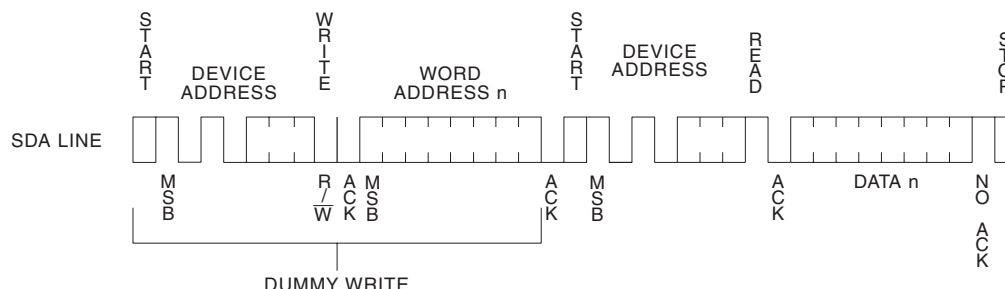 START
WRITE
START
READ
STOP
DEVICE
ADDRESS
WORD
ADDRESS n
DEVICE
ADDRESS
SDA LINE
MSB
R/W
ACK
MSB
ACK
MSB
ACK
DATA n
NO ACK
DUMMY WRITE